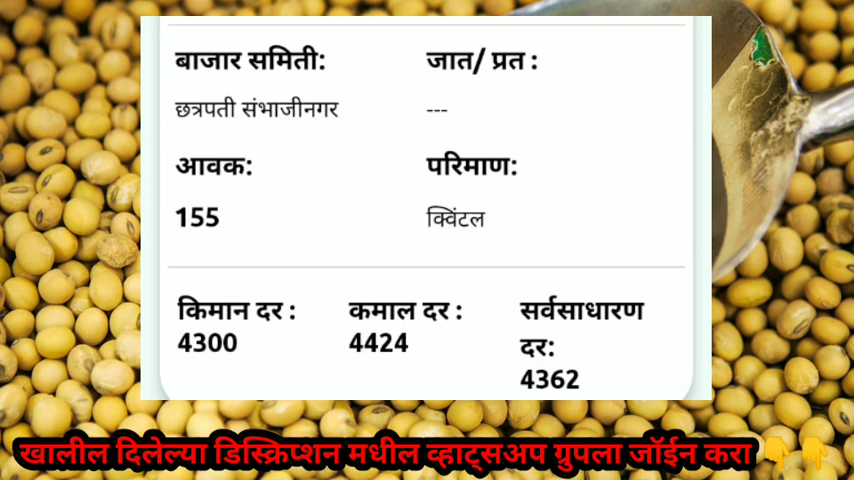 बाजार समिती: जात/ प्रत :
छत्रपती संभाजीनगर ---
आवक: परिमाण:
155 क्विंटल
किमान दर : कमाल दर : सर्वसाधारण
4300 4424 दर:
4362
खालील दिलेल्या डिस्क्रिप्शन मधील व्हाट्सअप ग्रुपला जॉईन करा 👇👇